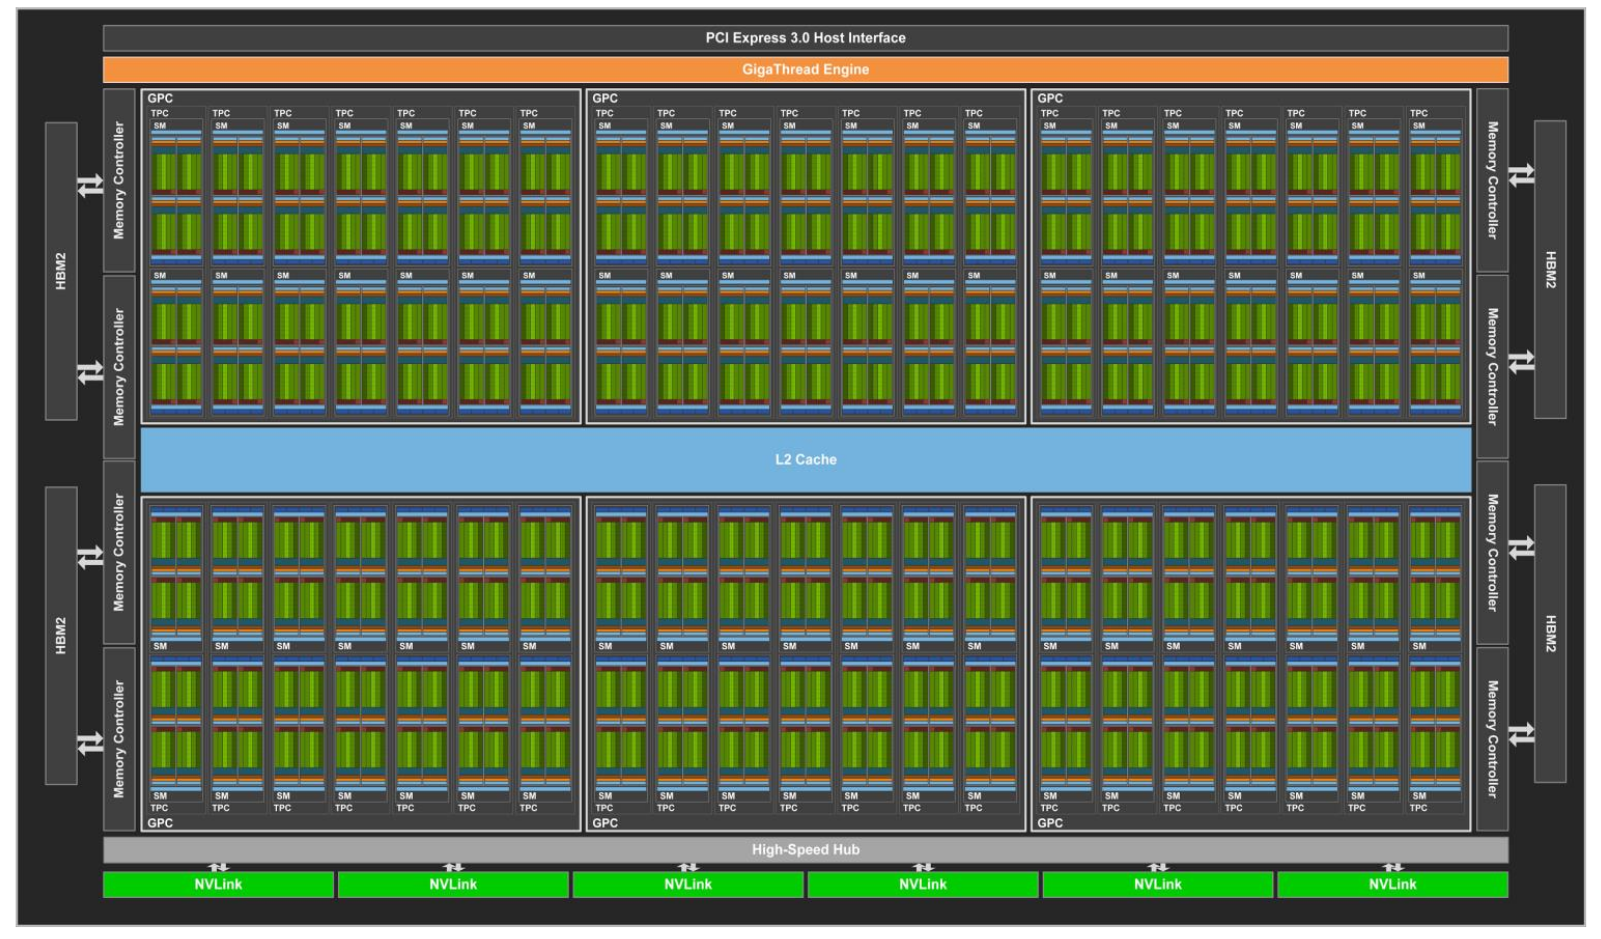 PCI Express 3.0 Host Interface
GigaThread Engine
GPC GPC GPC
TPC TPC TPC TPC TPC TPC TPC TPC TPC TPC TPC TPC TPC TPC TPC TPC TPC TPC TPC TPC TPC
SM SM SM SM SM SM SM SM SM SM SM SM SM SM SM SM SM SM SM SM SM
Memory Controller
Memory Controller
HBM2
HBM2
SM SM SM SM SM SM SM SM SM SM SM SM SM SM SM SM SM SM SM SM SM
Memory Controller
Memory Controller
L2 Cache
Memory Controller
Memory Controller
HBM2
HBM2
SM SM SM SM SM SM SM SM SM SM SM SM SM SM SM SM SM SM SM SM SM
Memory Controller
Memory Controller
SM SM SM SM SM SM SM SM SM SM SM SM SM SM SM SM SM SM SM SM SM
TPC TPC TPC TPC TPC TPC TPC TPC TPC TPC TPC TPC TPC TPC TPC TPC TPC TPC TPC TPC TPC
GPC GPC GPC
High-Speed Hub
NVLink NVLink NVLink NVLink NVLink NVLink